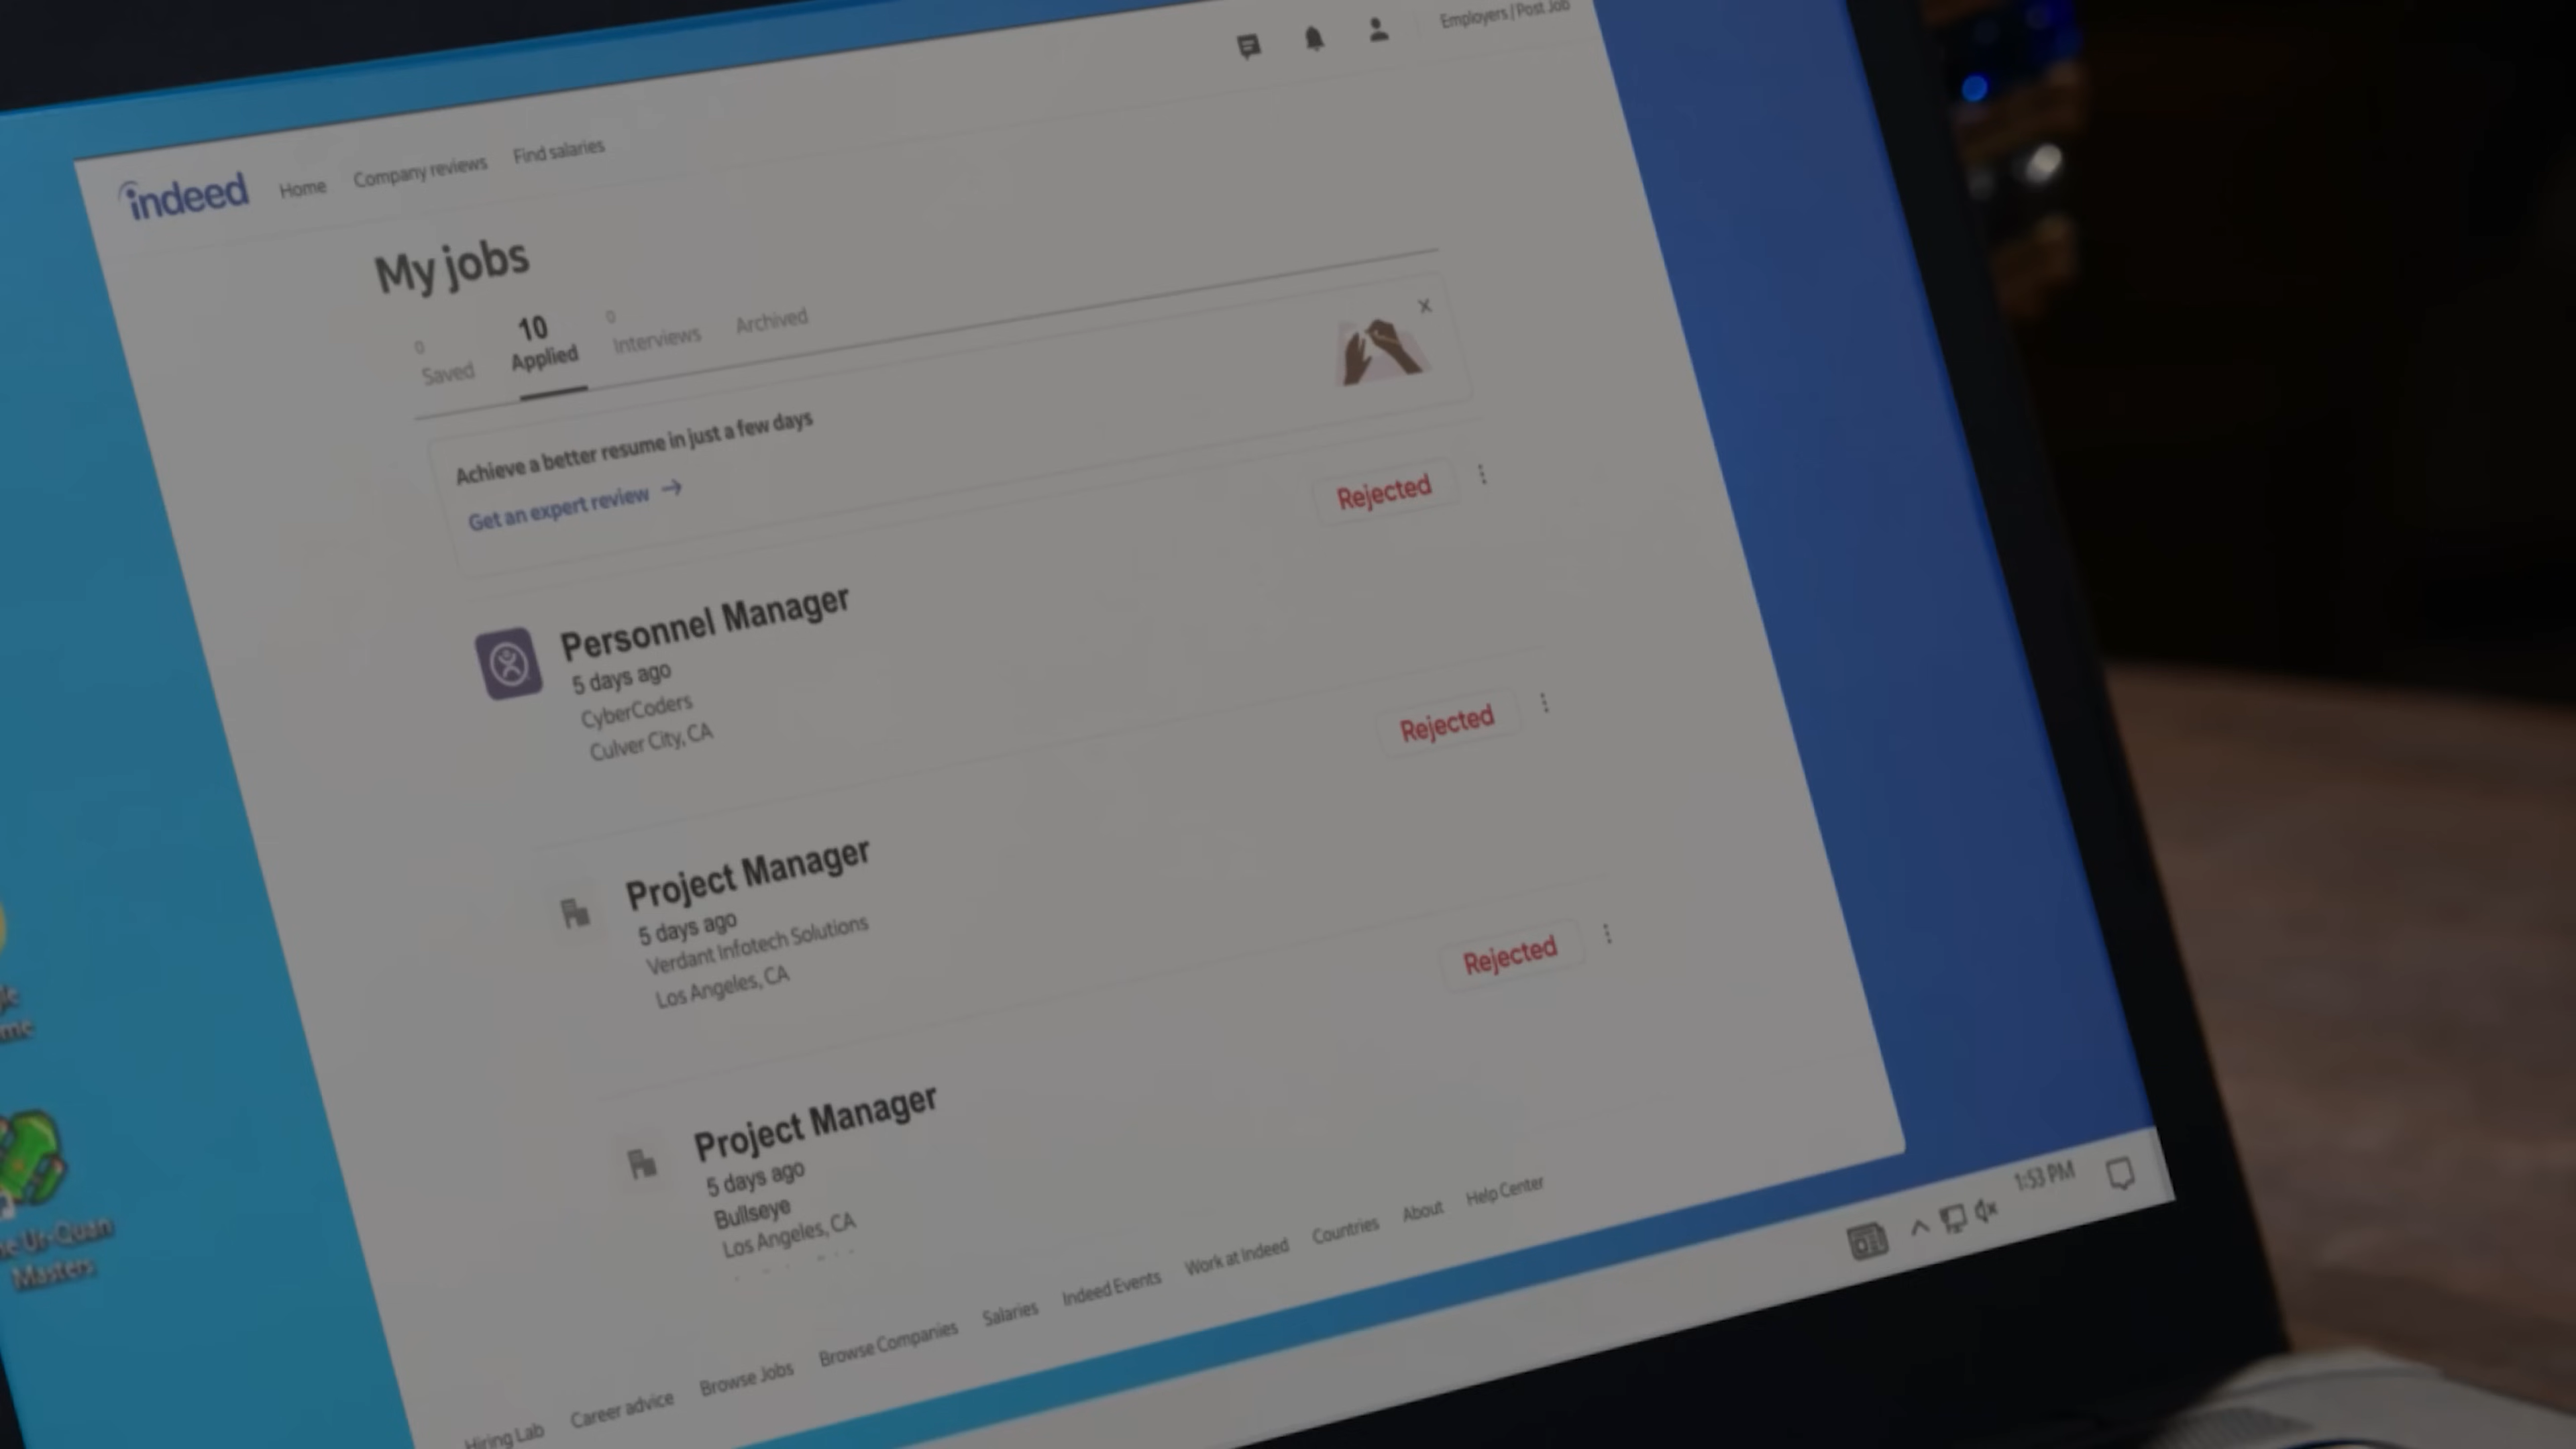 Employers / Post Job
indeed Home Company reviews Find salaries
My jobs
0 10 0
Saved Applied Interviews Archived
Achieve a better resume in just a few days
Get an expert review →
Rejected
Personnel Manager
5 days ago
CyberCoders
Culver City, CA
Rejected
Project Manager
5 days ago
Verdant Infotech Solutions
Los Angeles, CA
Rejected
Project Manager
5 days ago
Bullseye
Los Angeles, CA
Hiring Lab Career advice Browse Jobs Browse Companies Salaries Indeed Events Work at Indeed Countries About Help Center
1:53 PM
Ur-Quan
Masters